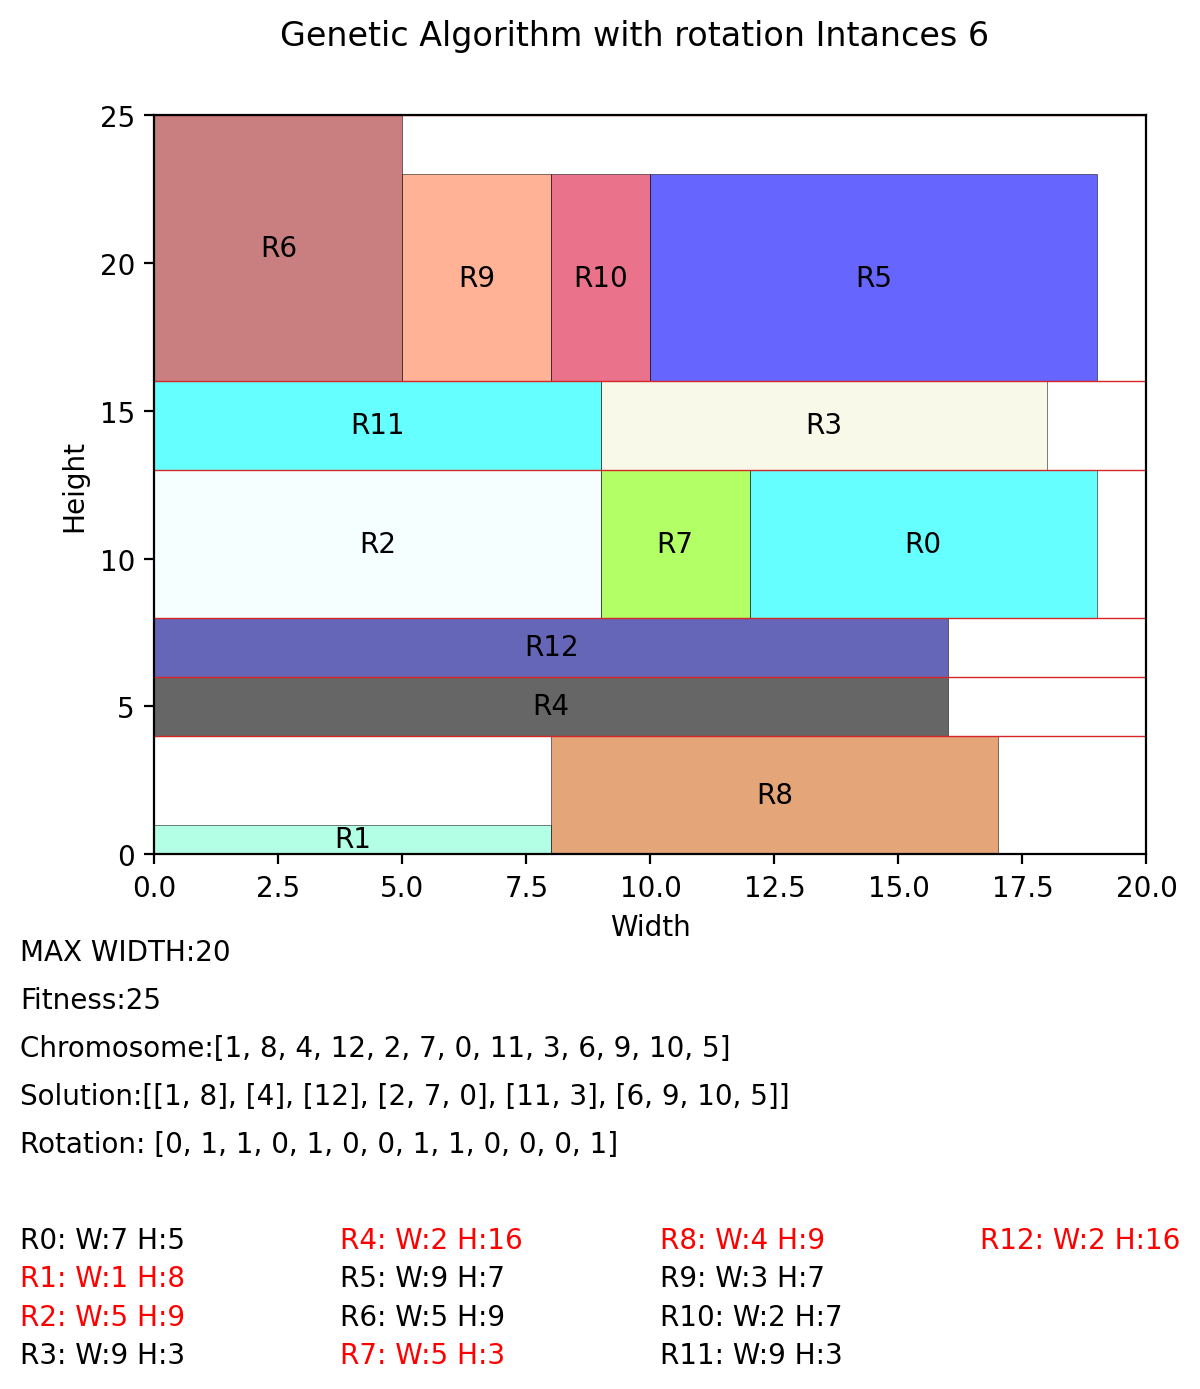 Genetic Algorithm with rotation Intances 6
25
20
15
10
5
0
Height
R6
R9
R10
R5
R11
R3
R2
R7
R0
R12
R4
R8
R1
0.0 2.5 5.0 7.5 10.0 12.5 15.0 17.5 20.0
Width
MAX WIDTH:20
Fitness:25
Chromosome:[1, 8, 4, 12, 2, 7, 0, 11, 3, 6, 9, 10, 5]
Solution:[[1, 8], [4], [12], [2, 7, 0], [11, 3], [6, 9, 10, 5]]
Rotation: [0, 1, 1, 0, 1, 0, 0, 1, 1, 0, 0, 0, 1]
R0: W:7 H:5 R4: W:2 H:16 R8: W:4 H:9 R12: W:2 H:16
R1: W:1 H:8 R5: W:9 H:7 R9: W:3 H:7
R2: W:5 H:9 R6: W:5 H:9 R10: W:2 H:7
R3: W:9 H:3 R7: W:5 H:3 R11: W:9 H:3